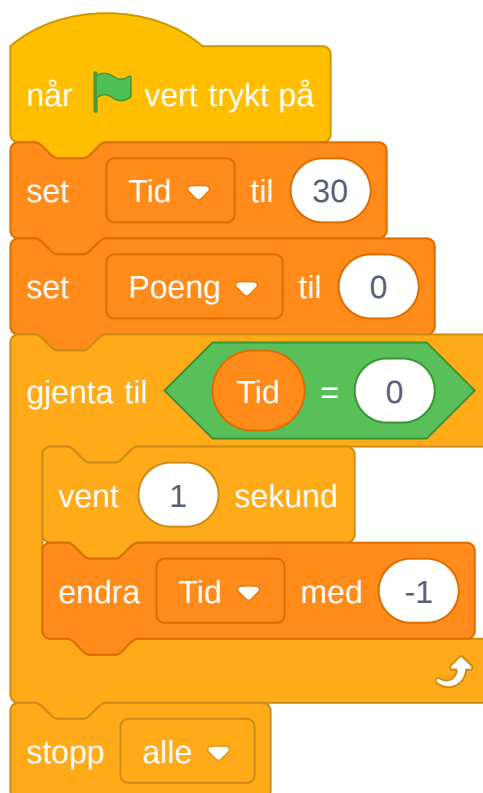 når vert trykt på
set Tid til 30
set Poeng til 0
gjenta til Tid = 0
vent 1 sekund
endra Tid med -1
stopp alle